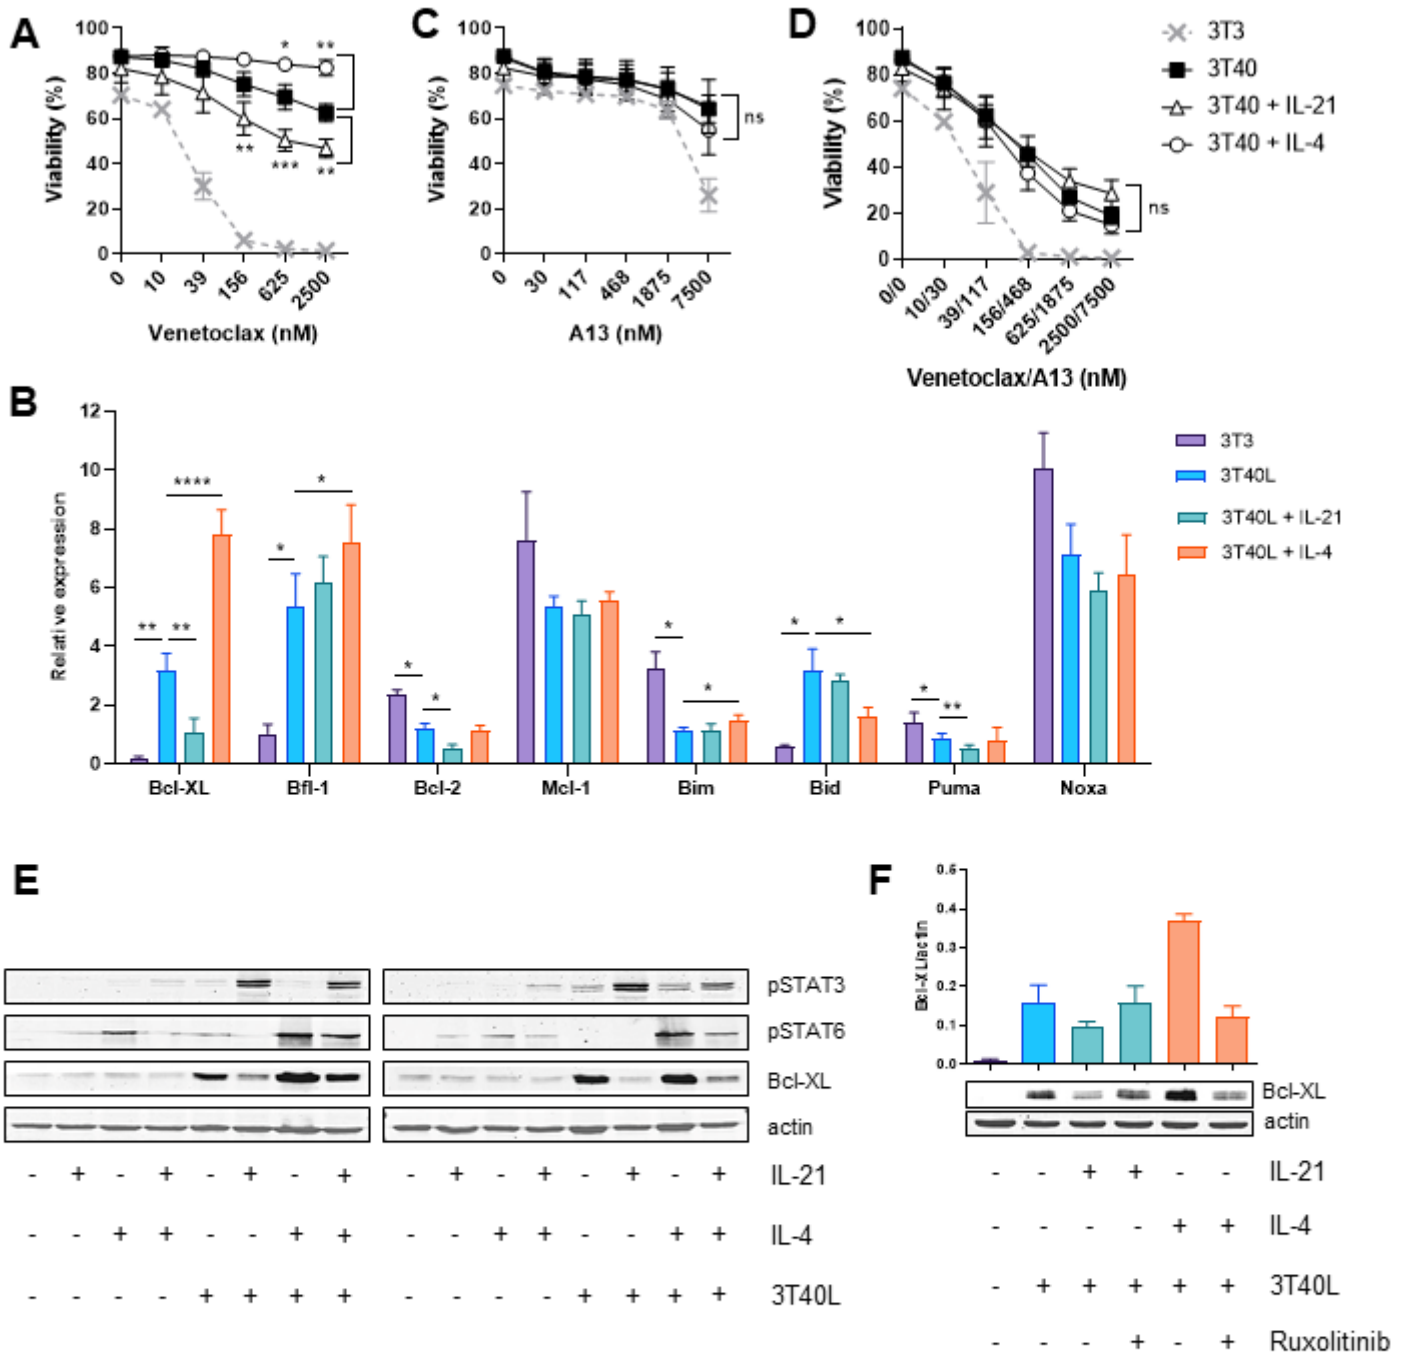 A
100
80
60
40
20
0
Viability (%)
* **
** *** **
0 10 39 156 625 2500
Venetoclax (nM)
C
100
80
60
40
20
0
Viability (%)
ns
0 30 117 468 1875 7500
A13 (nM)
D
100
80
60
40
20
0
Viability (%)
ns
0/0 10/30 39/117 156/468 625/1875 2500/7500
Venetoclax/A13 (nM)
3T3
3T40
3T40 + IL-21
3T40 + IL-4
B
12
10
8
6
4
2
0
Relative expression
**** *
*
** ** * * *
* * * * **
Bcl-XL Bfl-1 Bcl-2 Mcl-1 Bim Bid Puma Noxa
3T3
3T40L
3T40L + IL-21
3T40L + IL-4
E
pSTAT3
pSTAT6
Bcl-XL
actin
- + - + - + - + - + - + - + - + IL-21
- - + + - - + + - - + + - - + + IL-4
- - - - + + + + - - - - + + + + 3T40L
F
0.5
0.4
0.3
0.2
0.1
0.0
Bcl-XL/actin
Bcl-XL
actin
- - + + - - IL-21
- - - - + + IL-4
- + + + + + 3T40L
- - - + - + Ruxolitinib